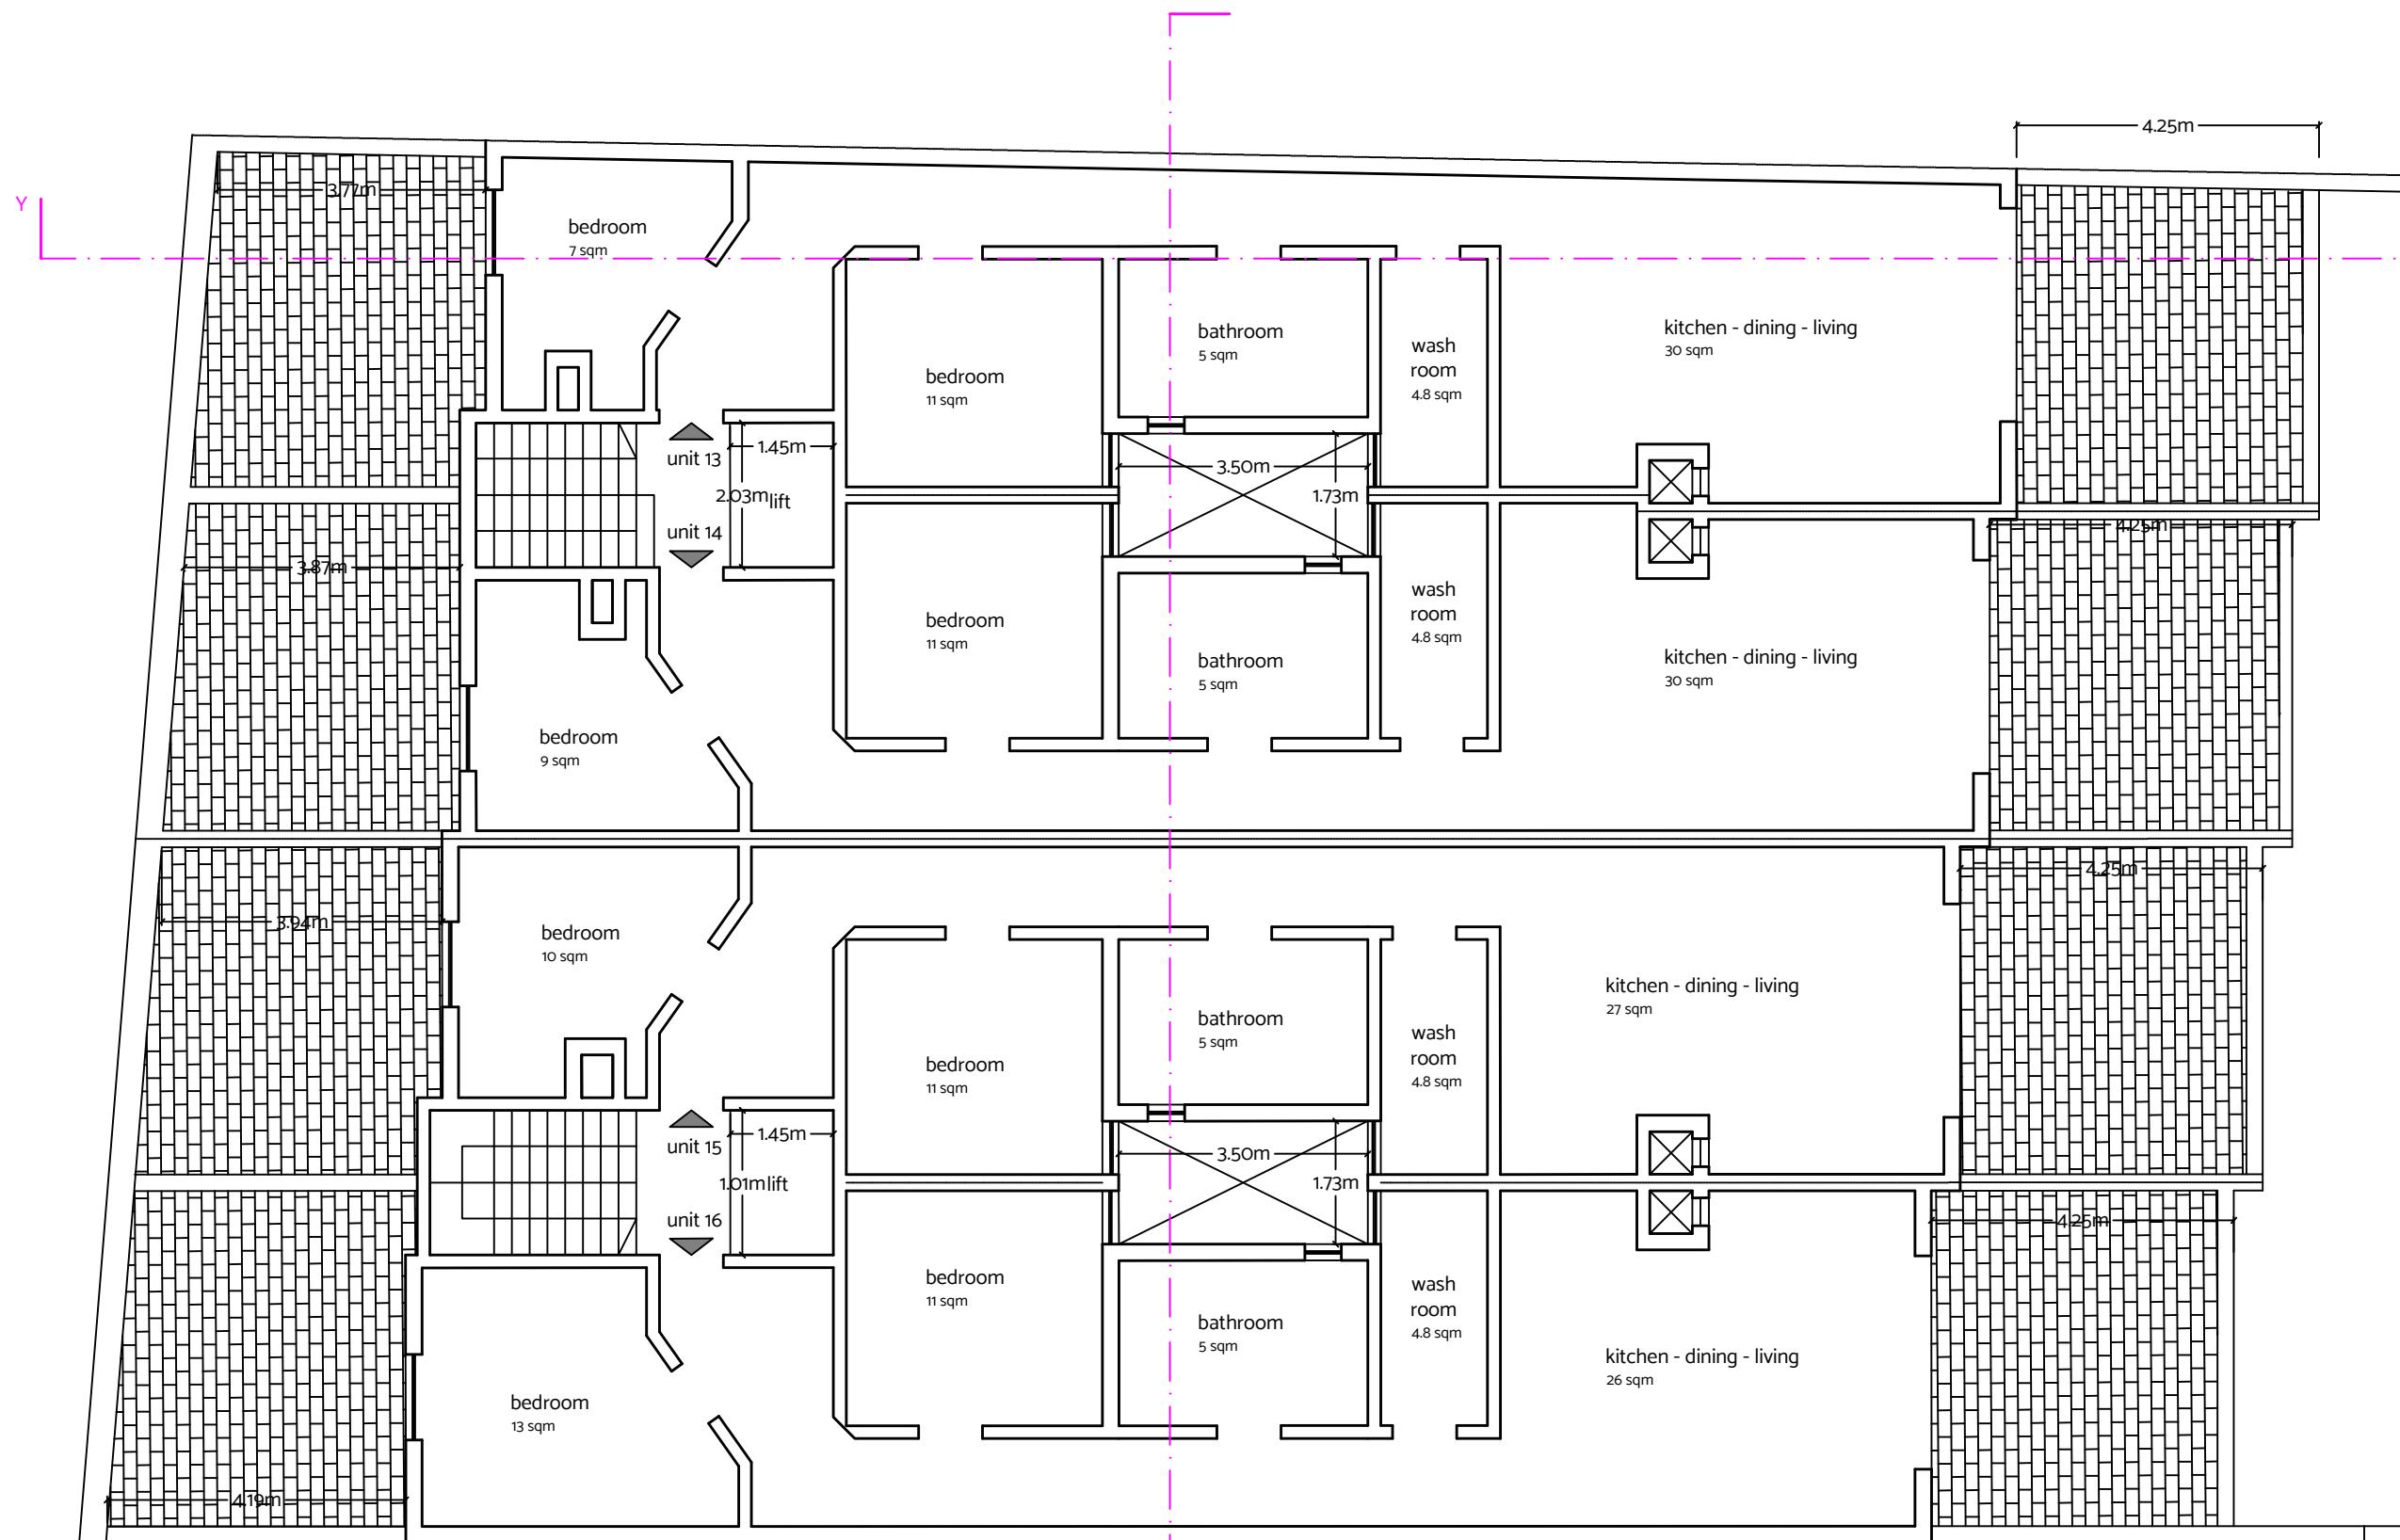 4.25m
3.77m
Y
bedroom
7 sqm
kitchen - dining - living
30 sqm
bathroom
5 sqm
wash
room
4.8 sqm
bedroom
11 sqm
1.45m
unit 13
3.50m
2.03m
lift
1.73m
unit 14
4.25m
3.87m
wash
room
4.8 sqm
bedroom
11 sqm
bathroom
5 sqm
kitchen - dining - living
30 sqm
bedroom
9 sqm
4.25m
3.94m
bedroom
10 sqm
kitchen - dining - living
27 sqm
bathroom
5 sqm
wash
room
4.8 sqm
bedroom
11 sqm
1.45m
unit 15
3.50m
1.01m
lift
1.73m
unit 16
4.25m
bedroom
11 sqm
wash
room
4.8 sqm
bathroom
5 sqm
kitchen - dining - living
26 sqm
bedroom
13 sqm
4.19m